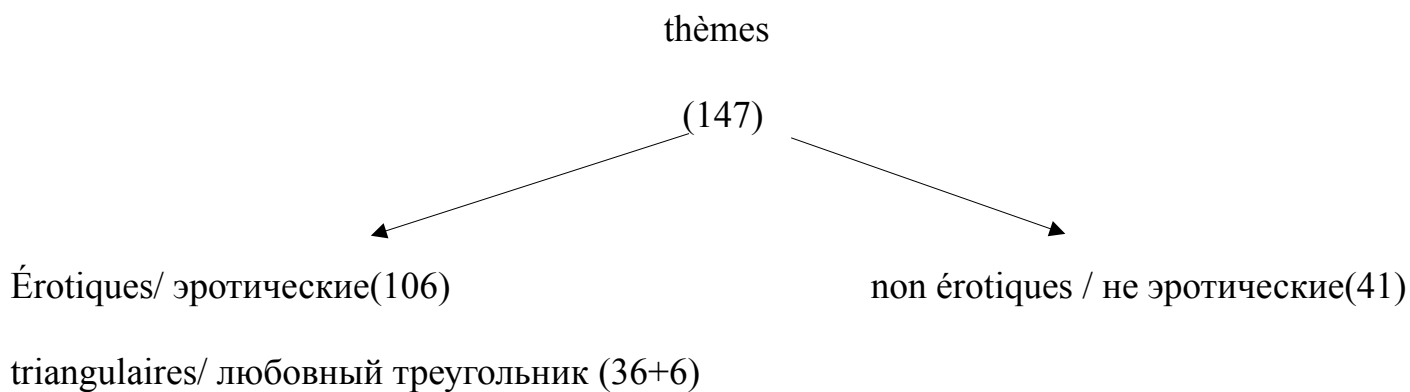 thèmes
(147)
Érotiques/ эротические(106)
non érotiques / не эротические(41)
triangulaires/ любовный треугольник (36+6)